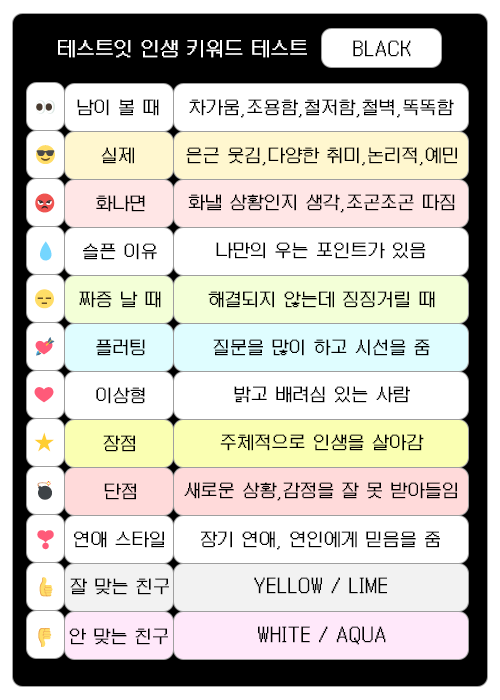 테스트잇 인생 키워드 테스트 BLACK
남이 볼 때 차가움,조용함,철저함,철벽,똑똑함
실제 은근 웃김,다양한 취미,논리적,예민
화나면 화낼 상황인지 생각,조곤조곤 따짐
슬픈 이유 나만의 우는 포인트가 있음
짜증 날 때 해결되지 않는데 징징거릴 때
플러팅 질문을 많이 하고 시선을 줌
이상형 밝고 배려심 있는 사람
장점 주체적으로 인생을 살아감
단점 새로운 상황,감정을 잘 못 받아들임
연애 스타일 장기 연애, 연인에게 믿음을 줌
잘 맞는 친구 YELLOW / LIME
안 맞는 친구 WHITE / AQUA